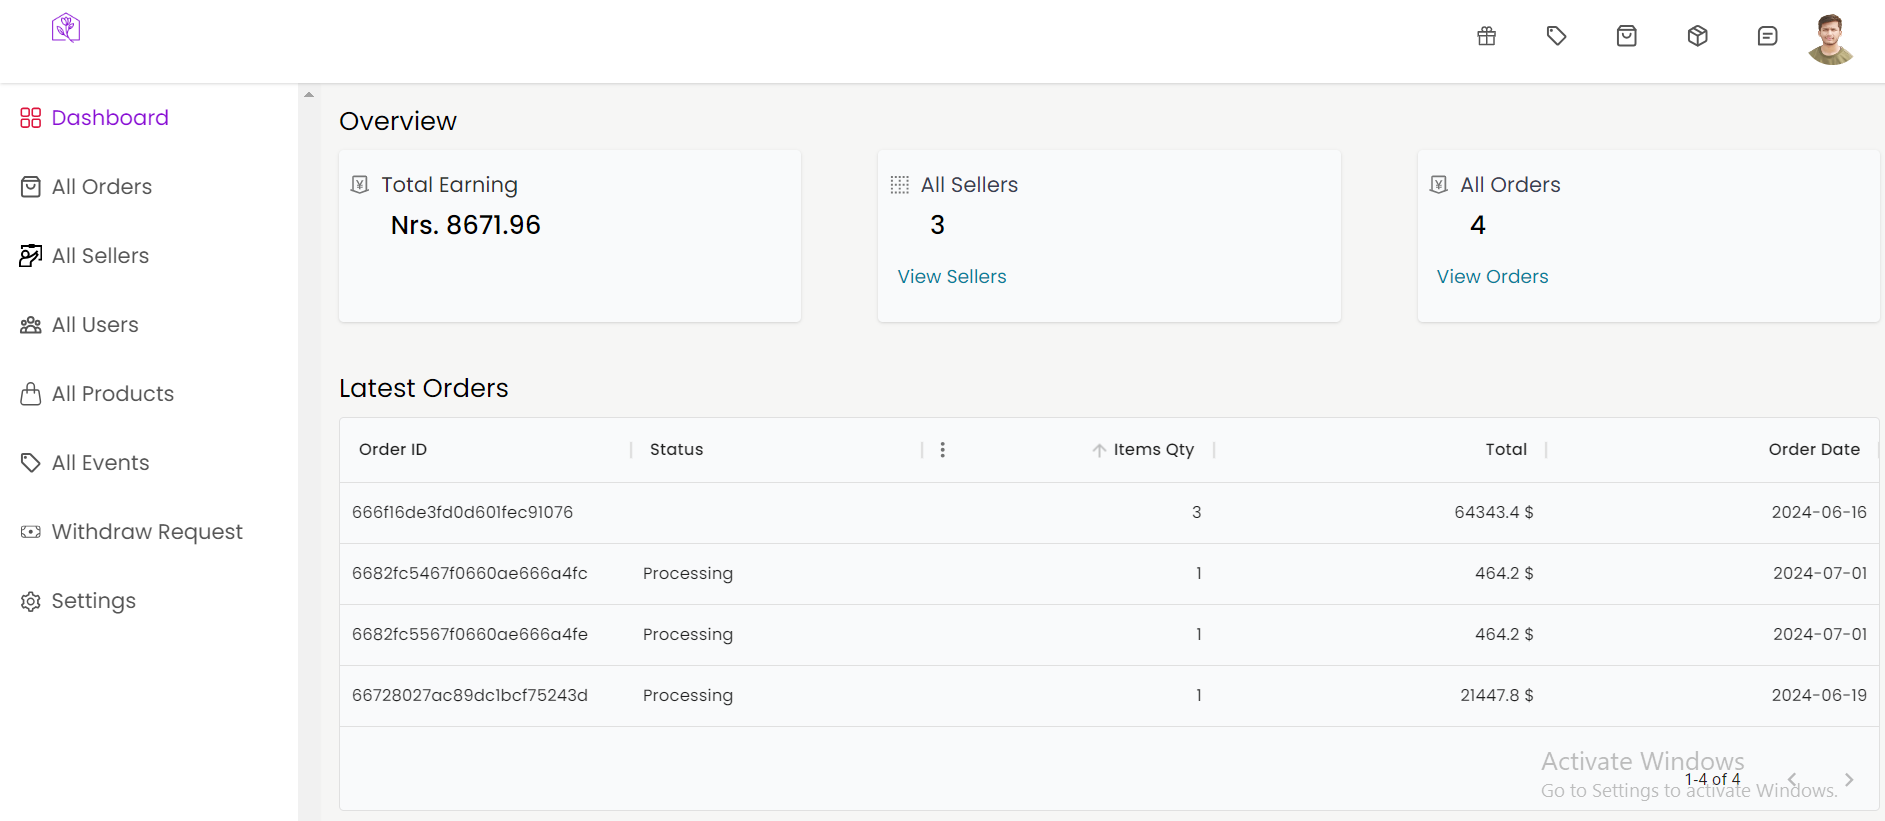 Dashboard
All Orders
All Sellers
All Users
All Products
All Events
Withdraw Request
Settings
Overview
Total Earning
Nrs. 8671.96
All Sellers
3
View Sellers
All Orders
4
View Orders
Latest Orders
Order ID Status Items Qty Total Order Date
666f16de3fd0d601fec91076 3 64343.4 $ 2024-06-16
6682fc5467f0660ae666a4fc Processing 1 464.2 $ 2024-07-01
6682fc5567f0660ae666a4fe Processing 1 464.2 $ 2024-07-01
66728027ac89dc1bcf75243d Processing 1 21447.8 $ 2024-06-19
Activate Windows
1-4 of 4
Go to Settings to activate Windows.